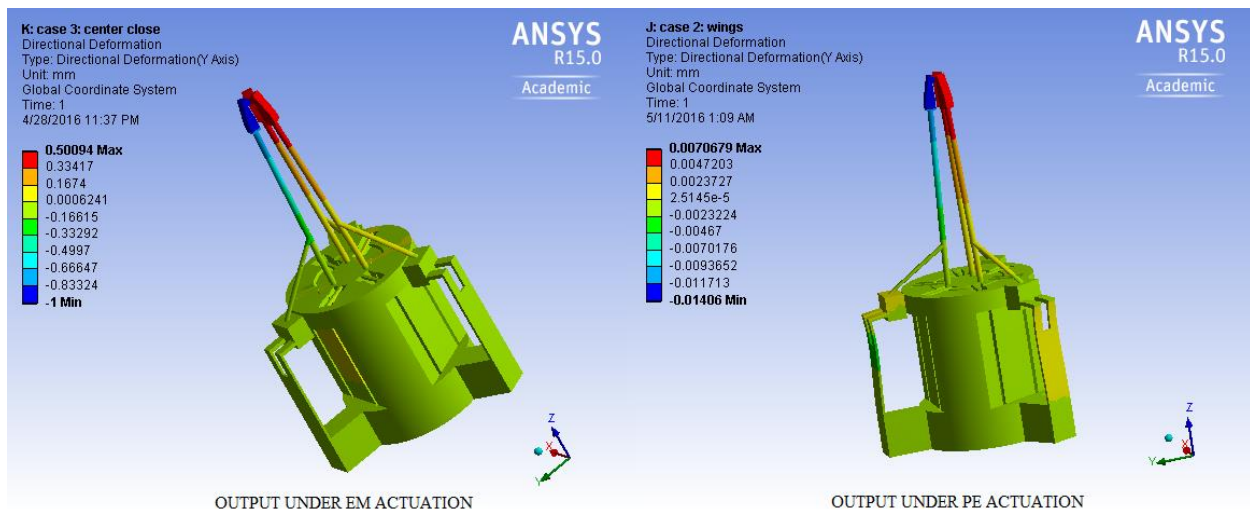 K: case 3: center close
Directional Deformation
Type: Directional Deformation(Y Axis)
Unit: mm
Global Coordinate System
Time: 1
4/28/2016 11:37 PM
0.50094 Max
0.33417
0.1674
0.0006241
-0.16615
-0.33292
-0.4997
-0.66647
-0.83324
-1 Min
ANSYS
R15.0
Academic
Z
X
Y
OUTPUT UNDER EM ACTUATION
J: case 2: wings
Directional Deformation
Type: Directional Deformation(Y Axis)
Unit: mm
Global Coordinate System
Time: 1
5/11/2016 1:09 AM
0.0070679 Max
0.0047203
0.0023727
2.5145e-5
-0.0023224
-0.00467
-0.0070176
-0.0093652
-0.011713
-0.01406 Min
ANSYS
R15.0
Academic
Z
X
Y
OUTPUT UNDER PE ACTUATION